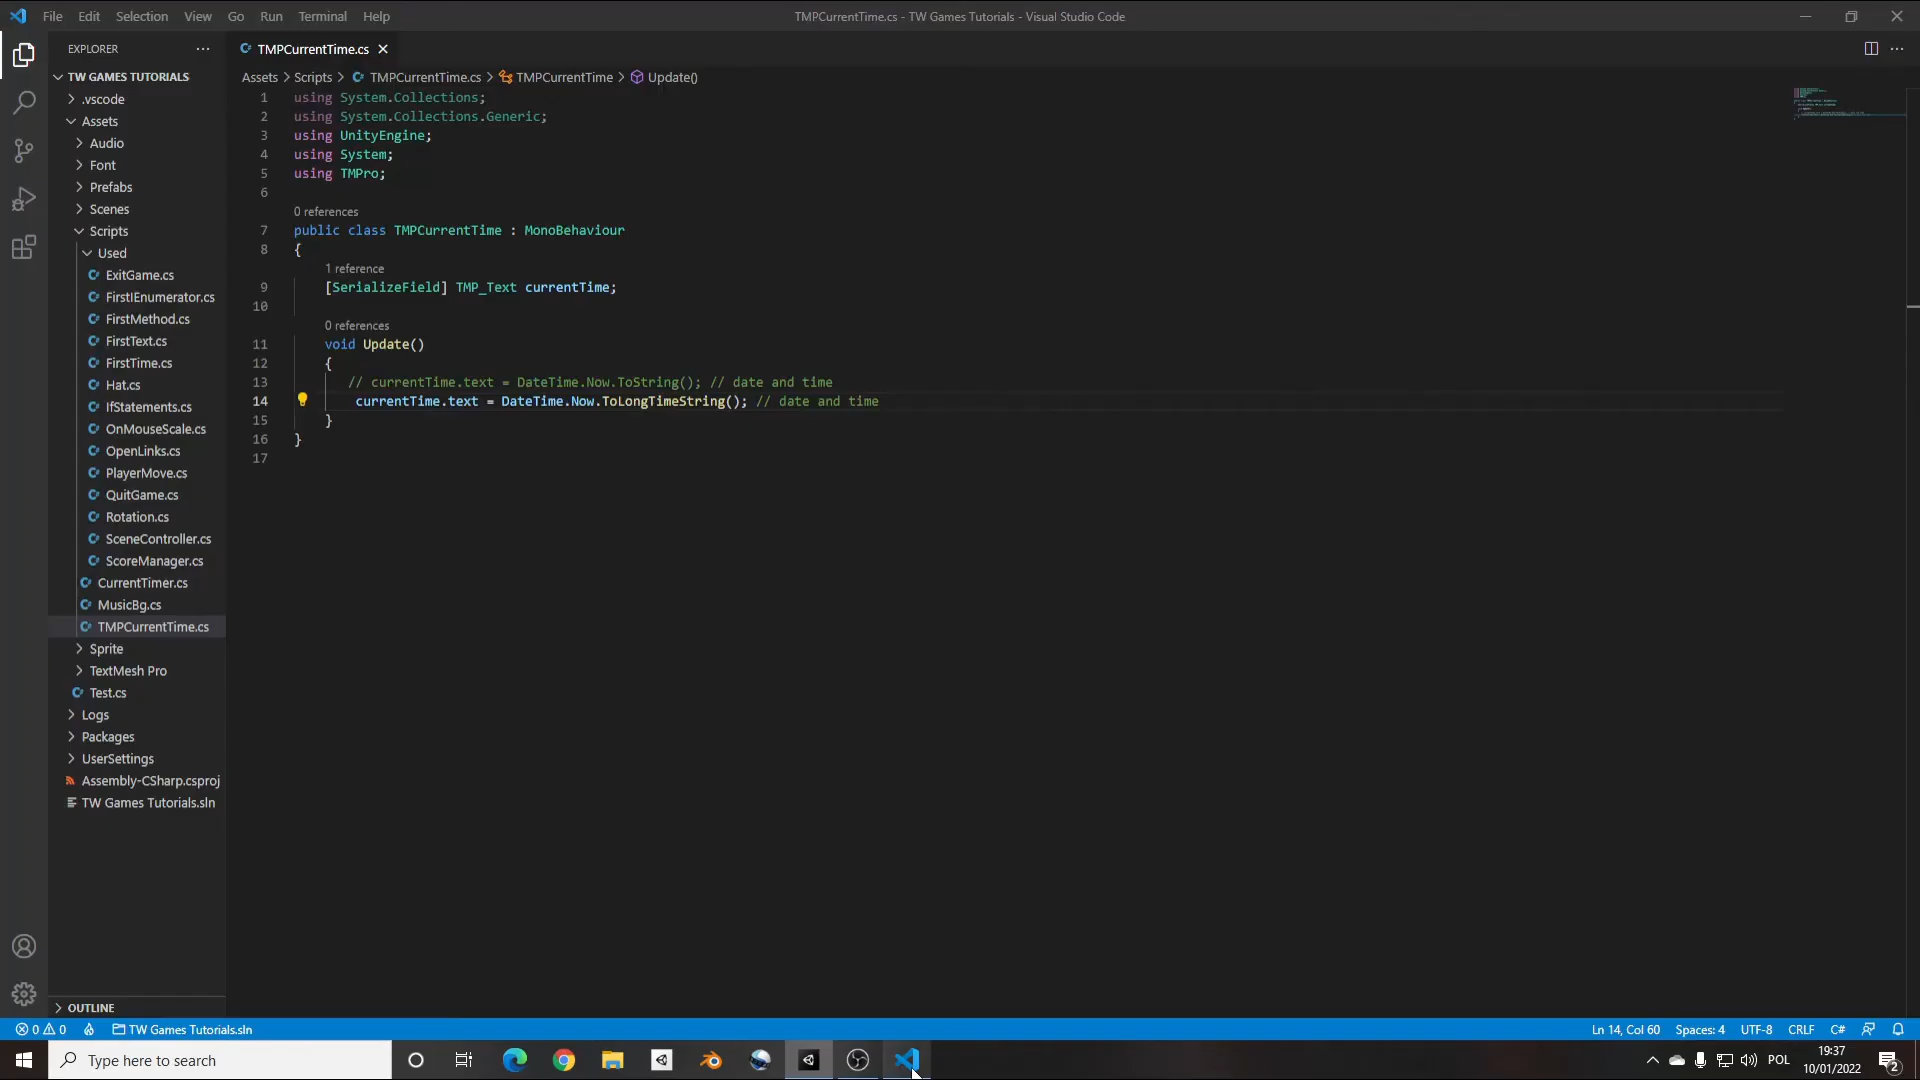 File Edit Selection View Go Run Terminal Help
TMPCurrentTime.cs - TW Games Tutorials - Visual Studio Code
EXPLORER
TW GAMES TUTORIALS
.vscode
Assets
Audio
Font
Prefabs
Scenes
Scripts
Used
ExitGame.cs
FirstIEnumerator.cs
FirstMethod.cs
FirstText.cs
FirstTime.cs
Hat.cs
IfStatements.cs
OnMouseScale.cs
OpenLinks.cs
PlayerMove.cs
QuitGame.cs
Rotation.cs
SceneController.cs
ScoreManager.cs
CurrentTimer.cs
MusicBg.cs
TMPCurrentTime.cs
Sprite
TextMesh Pro
Test.cs
Logs
Packages
UserSettings
Assembly-CSharp.csproj
TW Games Tutorials.sln
OUTLINE
TMPCurrentTime.cs
Assets > Scripts > TMPCurrentTime.cs > TMPCurrentTime > Update()
1 using System.Collections;
2 using System.Collections.Generic;
3 using UnityEngine;
4 using System;
5 using TMPro;
6
0 references
7 public class TMPCurrentTime : MonoBehaviour
8 {
1 reference
9 [SerializeField] TMP_Text currentTime;
10
0 references
11 void Update()
12 {
13 // currentTime.text = DateTime.Now.ToString(); // date and time
14 currentTime.text = DateTime.Now.ToLongTimeString(); // date and time
15 }
16 }
17
0 0 TW Games Tutorials.sln
Ln 14, Col 60 Spaces: 4 UTF-8 CRLF C#
Type here to search
POL
19:37
10/01/2022
2